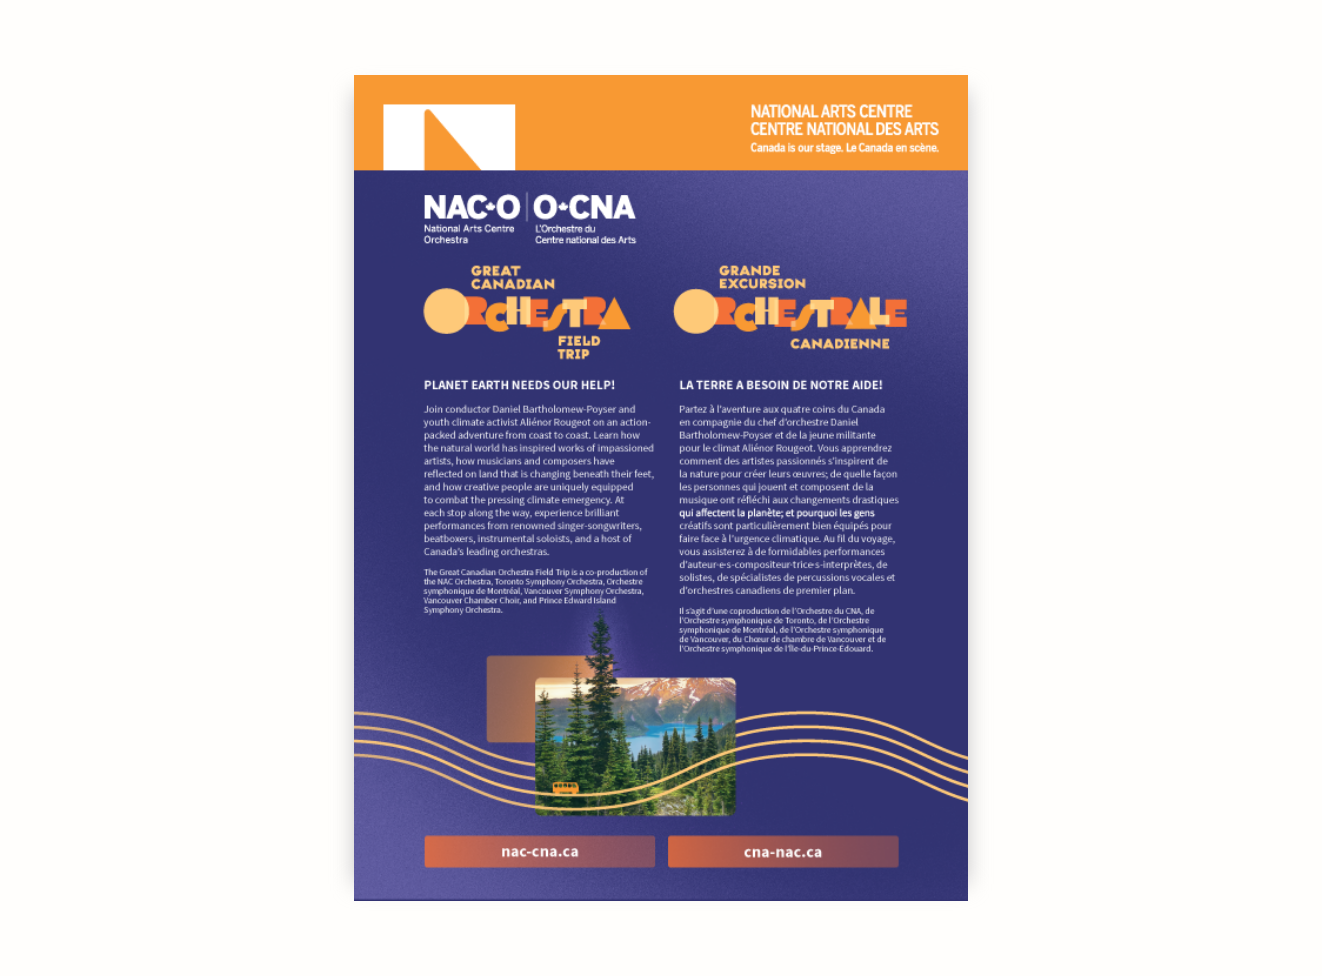 NATIONAL ARTS CENTRE
CENTRE NATIONAL DES ARTS
Canada is our stage. Le Canada en scène.
NAC-O
National Arts Centre
Orchestra
O-CNA
L'Orchestre du
Centre national des Arts
GREAT
CANADIAN
ORCHESTRA
FIELD
TRIP
GRANDE
EXCURSION
ORCHESTRALE
CANADIENNE
PLANET EARTH NEEDS OUR HELP!
Join conductor Daniel Bartholomew-Poyser and
youth climate activist Aliénor Rougeot on an action-
packed adventure from coast to coast. Learn how
the natural world has inspired works of impassioned
artists, how musicians and composers have
reflected on land that is changing beneath their feet,
and how creative people are uniquely equipped
to combat the pressing climate emergency. At
each stop along the way, experience brilliant
performances from renowned singer-songwriters,
beatboxers, instrumental soloists, and a host of
Canada's leading orchestras.
The Great Canadian Orchestra Field Trip is a co-production of
the NAC Orchestra, Toronto Symphony Orchestra, Orchestre
symphonique de Montréal, Vancouver Symphony Orchestra,
Vancouver Chamber Choir, and Prince Edward Island
Symphony Orchestra.
LA TERRE A BESOIN DE NOTRE AIDE!
Partez à l'aventure aux quatre coins du Canada
en compagnie du chef d'orchestre Daniel
Bartholomew-Poyser et de la jeune militante
pour le climat Aliénor Rougeot. Vous apprendrez
comment des artistes passionnés s'inspirent de
la nature pour créer leurs œuvres; de quelle façon
les personnes qui jouent et composent de la
musique ont réfléchi aux changements drastiques
qui affectent la planète; et pourquoi les gens
créatifs sont particulièrement bien équipés pour
faire face à l'urgence climatique. Au fil du voyage,
vous assisterez à de formidables performances
d'auteur·e·s-compositeur·trice·s-interprètes, de
solistes, de spécialistes de percussions vocales et
d'orchestres canadiens de premier plan.
Il s'agit d'une coproduction de l'Orchestre du CNA, de
l'Orchestre symphonique de Toronto, de l'Orchestre
symphonique de Montréal, de l'Orchestre symphonique
de Vancouver, du Chœur de chambre de Vancouver et de
l'Orchestre symphonique de l'Île-du-Prince-Édouard.
nac-cna.ca
cna-nac.ca